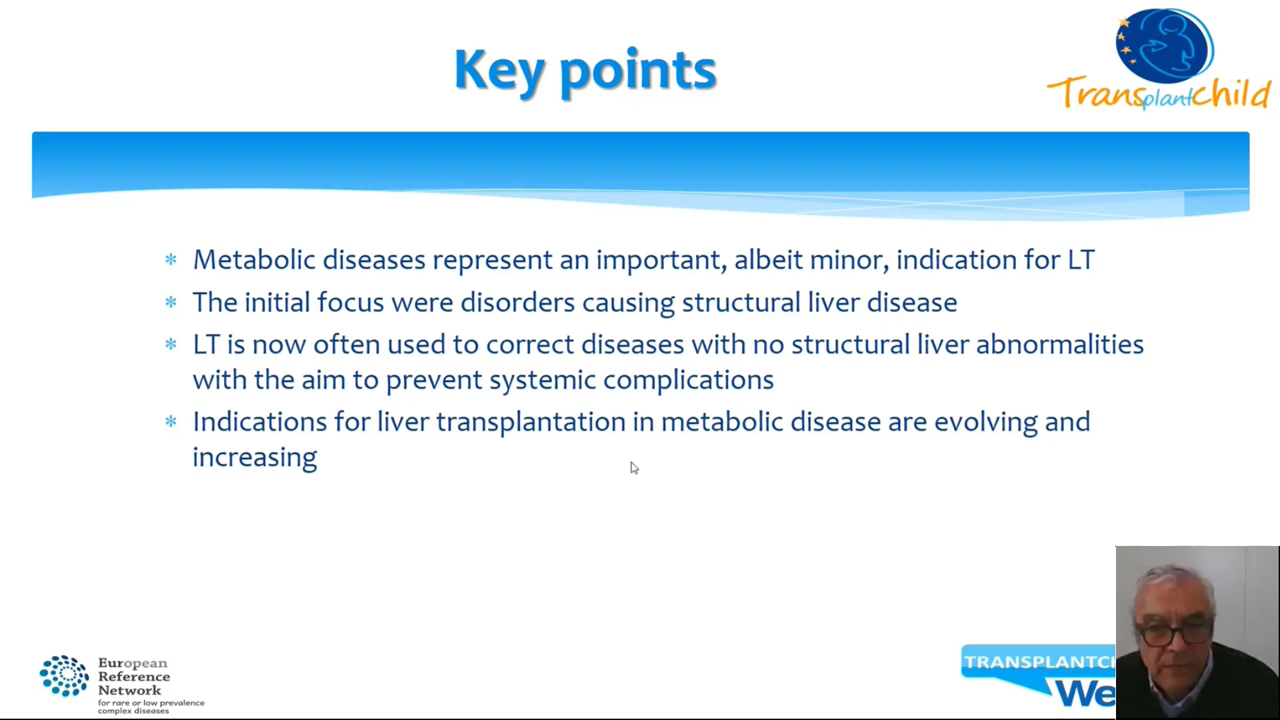 Key points
Transplantchild
* Metabolic diseases represent an important, albeit minor, indication for LT
* The initial focus were disorders causing structural liver disease
* LT is now often used to correct diseases with no structural liver abnormalities
with the aim to prevent systemic complications
* Indications for liver transplantation in metabolic disease are evolving and
increasing
European
Reference
Network
for rare or low prevalence
complex diseases
TRANSPLANTC
We